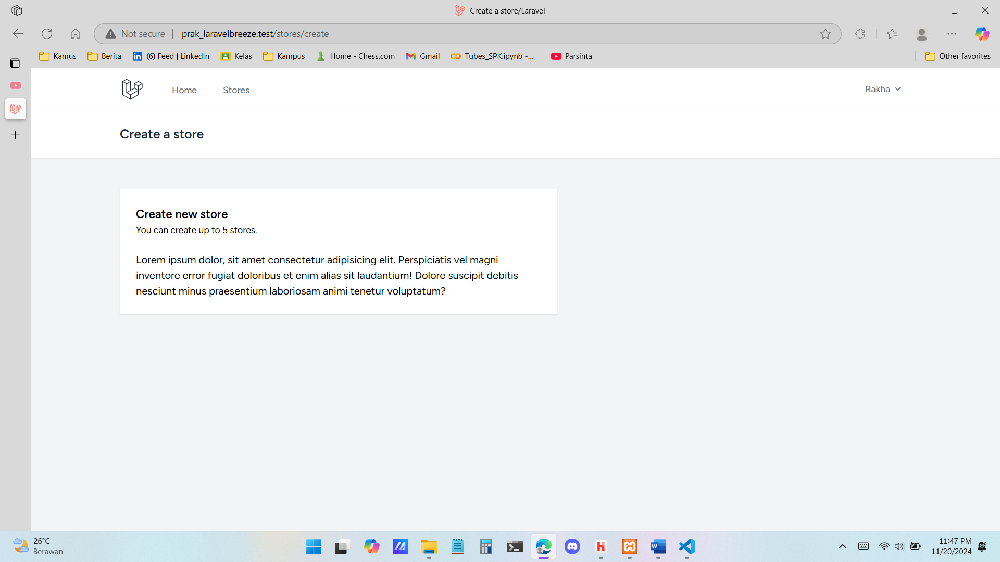 Create a store/Laravel
Not secure
prak_laravelbreeze.test/stores/create
Kamus
Berita
(6) Feed | LinkedIn
Kelas
Kampus
Home - Chess.com
Gmail
Tubes_SPK.ipynb -...
Parsinta
Other favorites
Home
Stores
Rakha
Create a store
Create new store
You can create up to 5 stores.
Lorem ipsum dolor, sit amet consectetur adipisicing elit. Perspiciatis vel magni
inventore error fugiat doloribus et enim alias sit laudantium! Dolore suscipit debitis
nesciunt minus praesentium laboriosam animi tenetur voluptatum?
26°C
Berawan
11:47 PM
11/20/2024